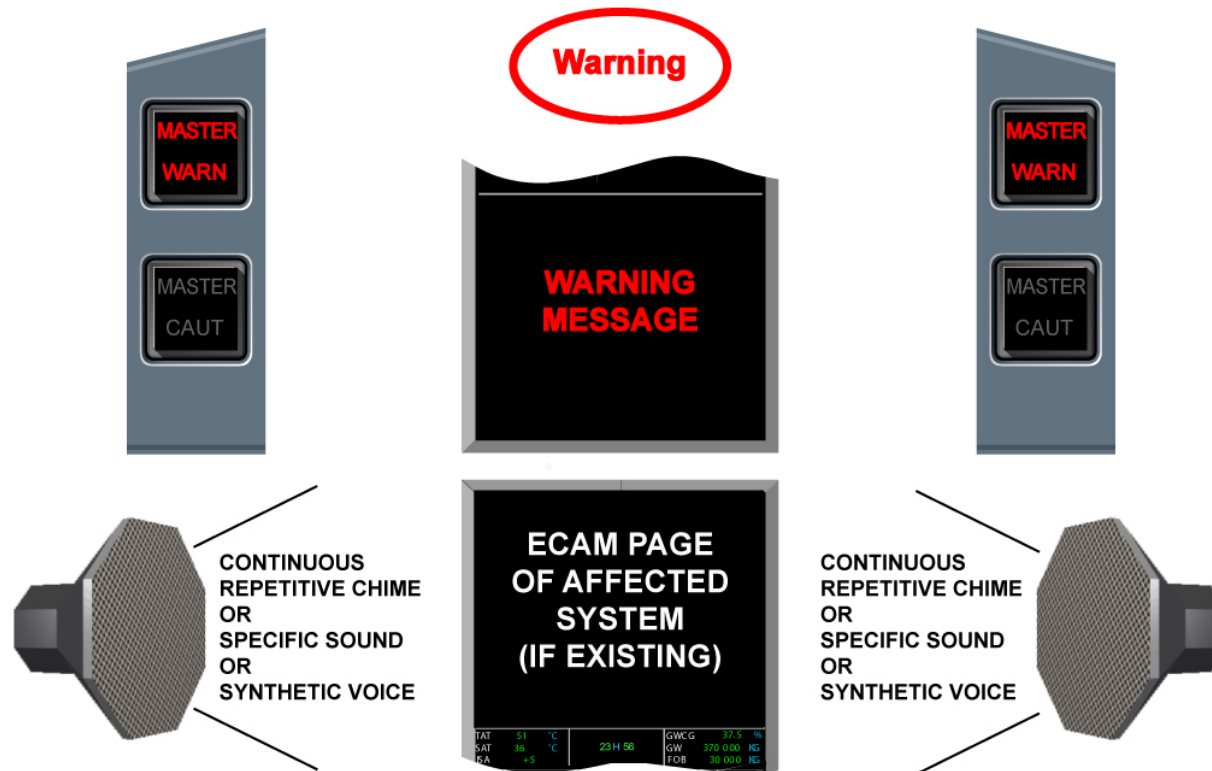 Warning
MASTER
WARN
MASTER
CAUT
WARNING
MESSAGE
MASTER
WARN
MASTER
CAUT
CONTINUOUS
REPETITIVE CHIME
OR
SPECIFIC SOUND
OR
SYNTHETIC VOICE
ECAM PAGE
OF AFFECTED
SYSTEM
(IF EXISTING)
CONTINUOUS
REPETITIVE CHIME
OR
SPECIFIC SOUND
OR
SYNTHETIC VOICE
TAT 51 °C
SAT 36 °C
ISA +5
23 H 56
GWCG 37.5 %
GW 370 000 KG
FOB 30 000 KG